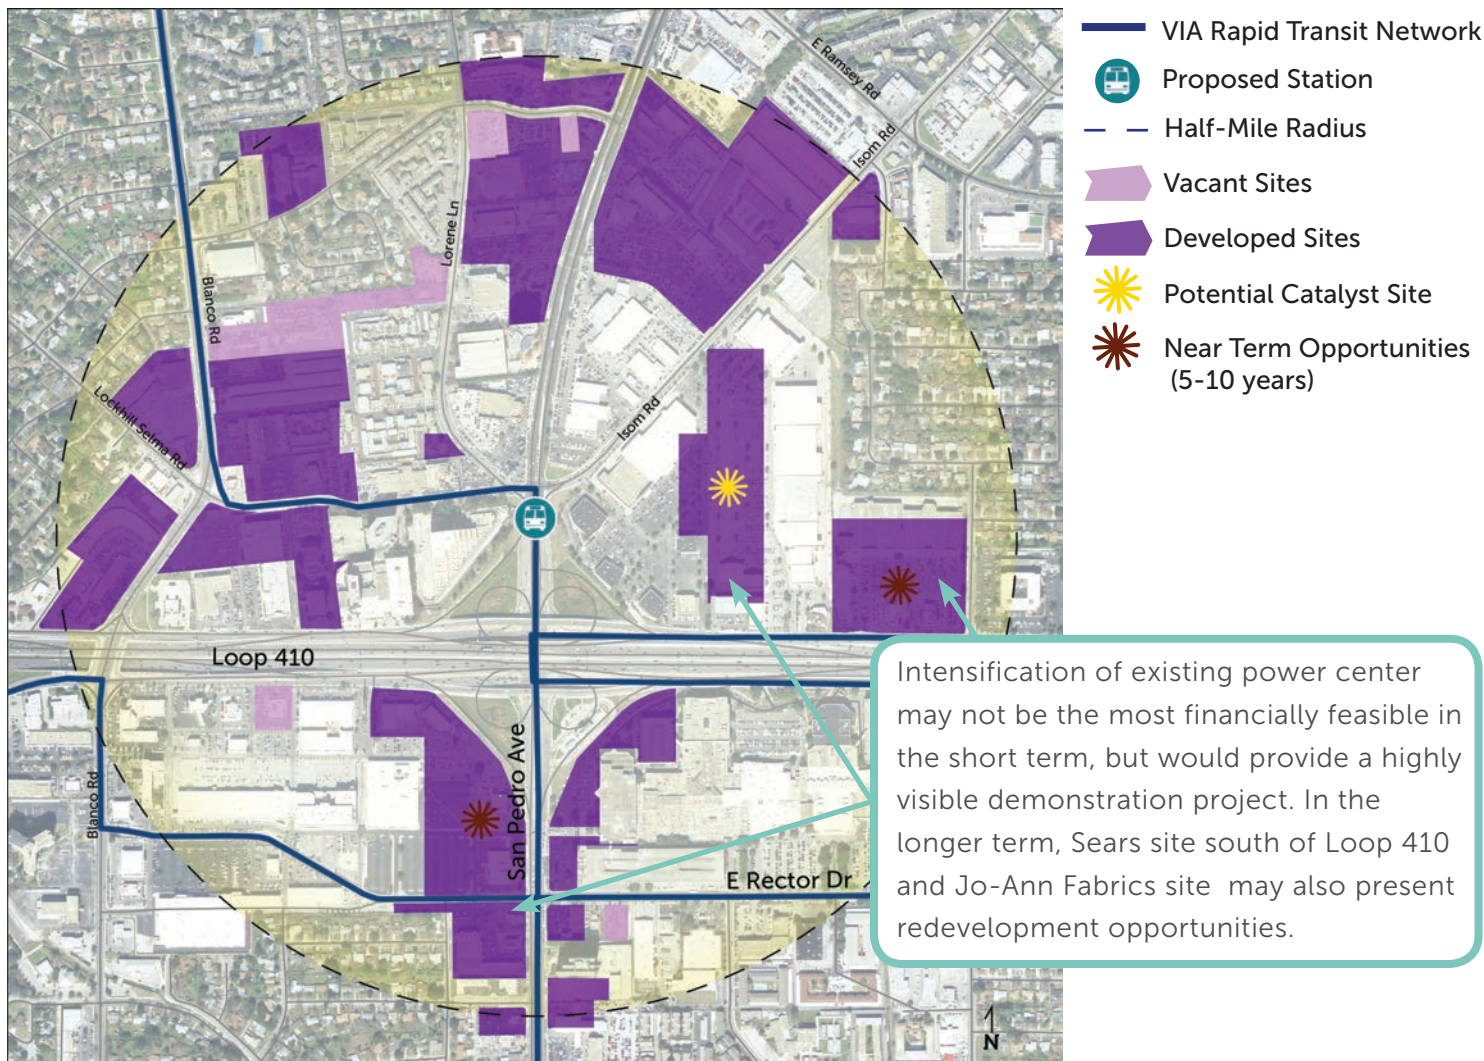 VIA Rapid Transit Network
Proposed Station
Half-Mile Radius
Vacant Sites
Developed Sites
Potential Catalyst Site
Near Term Opportunities
(5-10 years)
E Ramsey Rd
Isom Rd
Lorene Ln
Blanco Rd
Lockhill Selma Rd
Isom Rd
Loop 410
San Pedro Ave
Blanco Rd
E Rector Dr
Intensification of existing power center
may not be the most financially feasible in
the short term, but would provide a highly
visible demonstration project. In the
longer term, Sears site south of Loop 410
and Jo-Ann Fabrics site may also present
redevelopment opportunities.
N